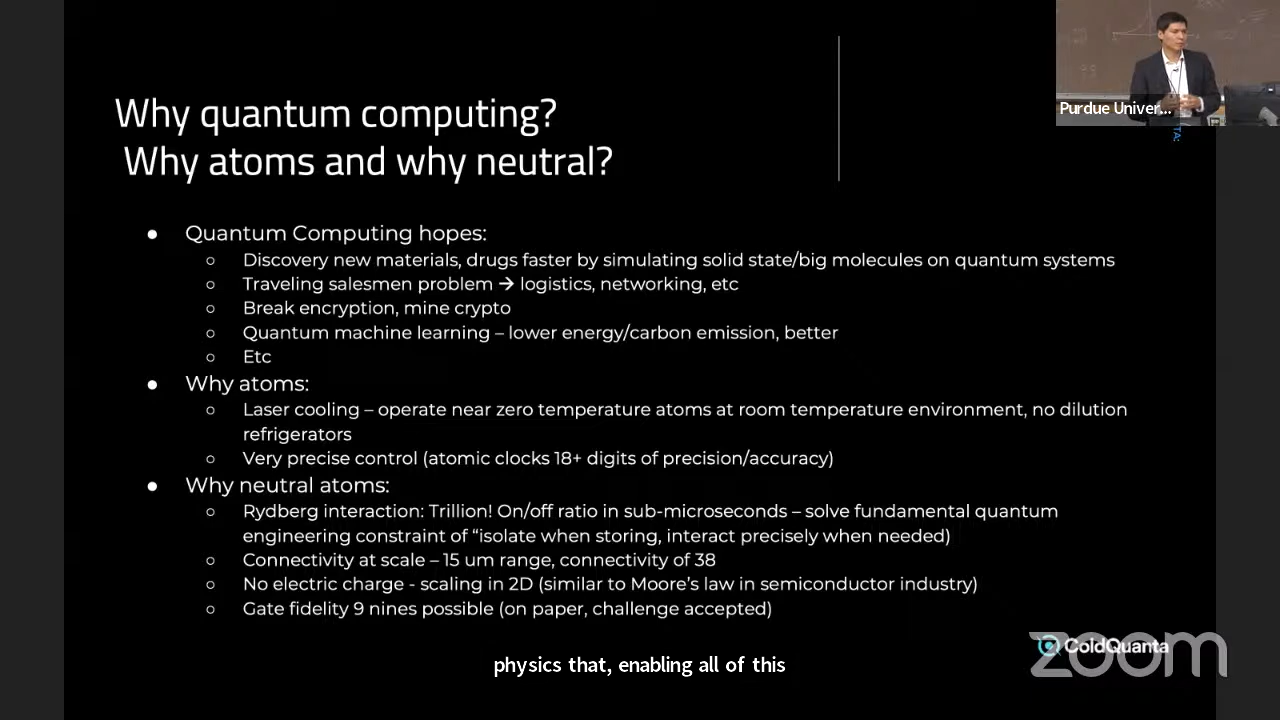 Purdue Univer...
TA:
Why quantum computing?
Why atoms and why neutral?
● Quantum Computing hopes:
○ Discovery new materials, drugs faster by simulating solid state/big molecules on quantum systems
○ Traveling salesmen problem → logistics, networking, etc
○ Break encryption, mine crypto
○ Quantum machine learning – lower energy/carbon emission, better
○ Etc
● Why atoms:
○ Laser cooling – operate near zero temperature atoms at room temperature environment, no dilution
refrigerators
○ Very precise control (atomic clocks 18+ digits of precision/accuracy)
● Why neutral atoms:
○ Rydberg interaction: Trillion! On/off ratio in sub-microseconds – solve fundamental quantum
engineering constraint of “isolate when storing, interact precisely when needed)
○ Connectivity at scale – 15 um range, connectivity of 38
○ No electric charge - scaling in 2D (similar to Moore’s law in semiconductor industry)
○ Gate fidelity 9 nines possible (on paper, challenge accepted)
ColdQuanta
zoom
physics that, enabling all of this